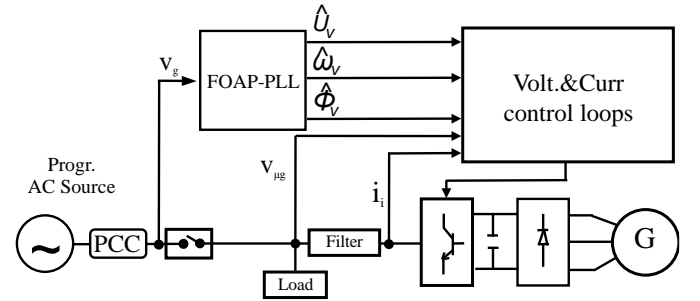 Û_v
ω̂_v
Φ̂_v
v_g
FOAP-PLL
Volt.&Curr
control loops
Progr.
AC Source
v_μg
i_i
~
PCC
Filter
Load
G